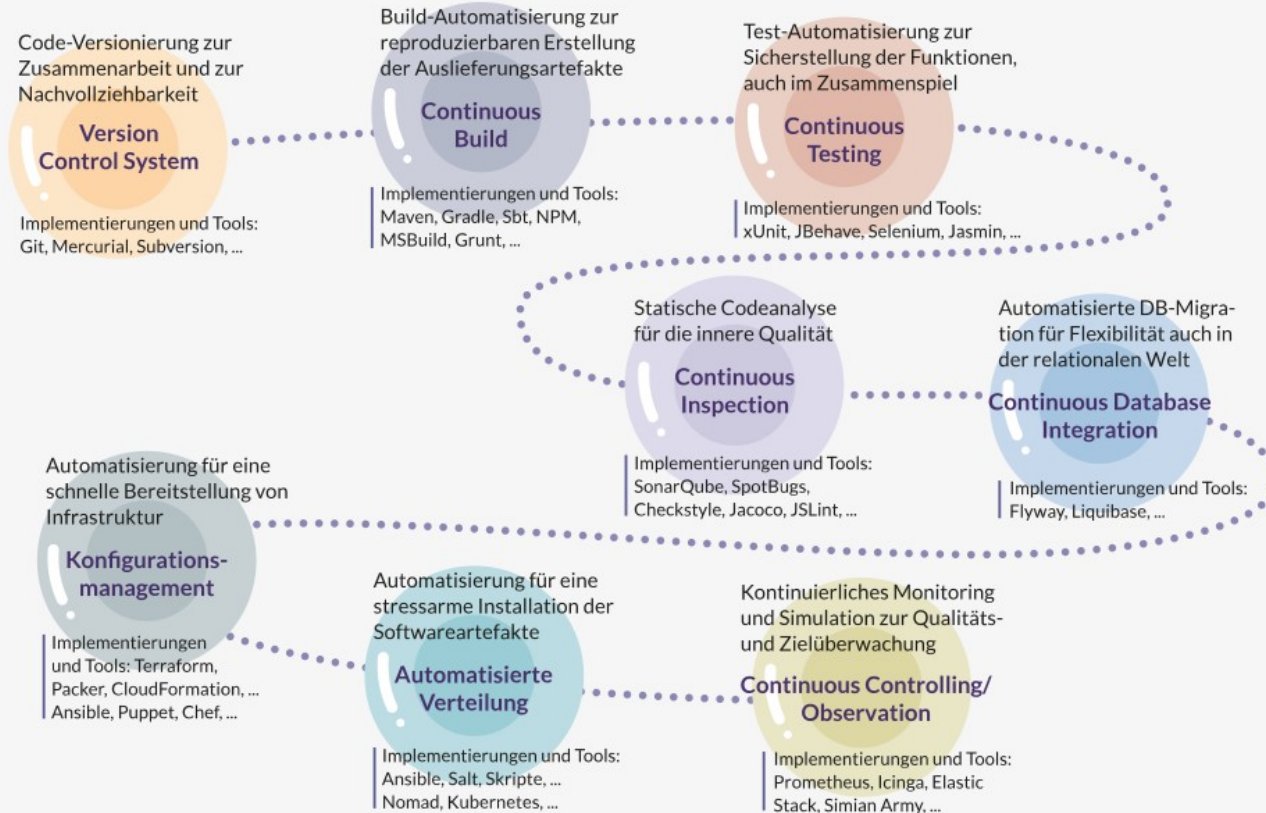 Code-Versionierung zur
Zusammenarbeit und zur
Nachvollziehbarkeit
Version
Control System
Implementierungen und Tools:
Git, Mercurial, Subversion, ...
Build-Automatisierung zur
reproduzierbaren Erstellung
der Auslieferungsartefakte
Continuous
Build
Implementierungen und Tools:
Maven, Gradle, Sbt, NPM,
MSBuild, Grunt, ...
Test-Automatisierung zur
Sicherstellung der Funktionen,
auch im Zusammenspiel
Continuous
Testing
Implementierungen und Tools:
xUnit, JBehave, Selenium, Jasmin, ...
Statische Codeanalyse
für die innere Qualität
Continuous
Inspection
Implementierungen und Tools:
SonarQube, SpotBugs,
Checkstyle, Jacoco, JSLint, ...
Automatisierte DB-Migra-
tion für Flexibilität auch in
der relationalen Welt
Continuous Database
Integration
Implementierungen und Tools:
Flyway, Liquibase, ...
Automatisierung für eine
schnelle Bereitstellung von
Infrastruktur
Konfigurations-
management
Implementierungen
und Tools: Terraform,
Packer, CloudFormation, ...
Ansible, Puppet, Chef, ...
Automatisierung für eine
stressarme Installation der
Softwareartefakte
Automatisierte
Verteilung
Implementierungen und Tools:
Ansible, Salt, Skripte, ...
Nomad, Kubernetes, ...
Kontinuierliches Monitoring
und Simulation zur Qualitäts-
und Zielüberwachung
Continuous Controlling/
Observation
Implementierungen und Tools:
Prometheus, Icinga, Elastic
Stack, Simian Army, ...